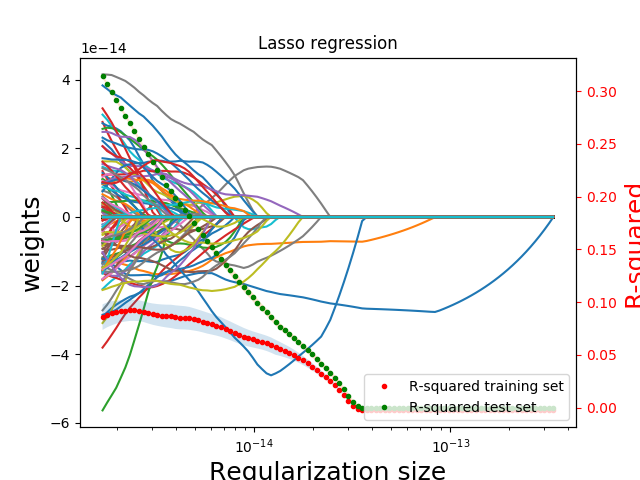 Lasso regression
1e−14
4
2
0
−2
−4
−6
weights
10−14
10−13
Regularization size
0.30
0.25
0.20
0.15
0.10
0.05
0.00
R-squared
R-squared training set
R-squared test set